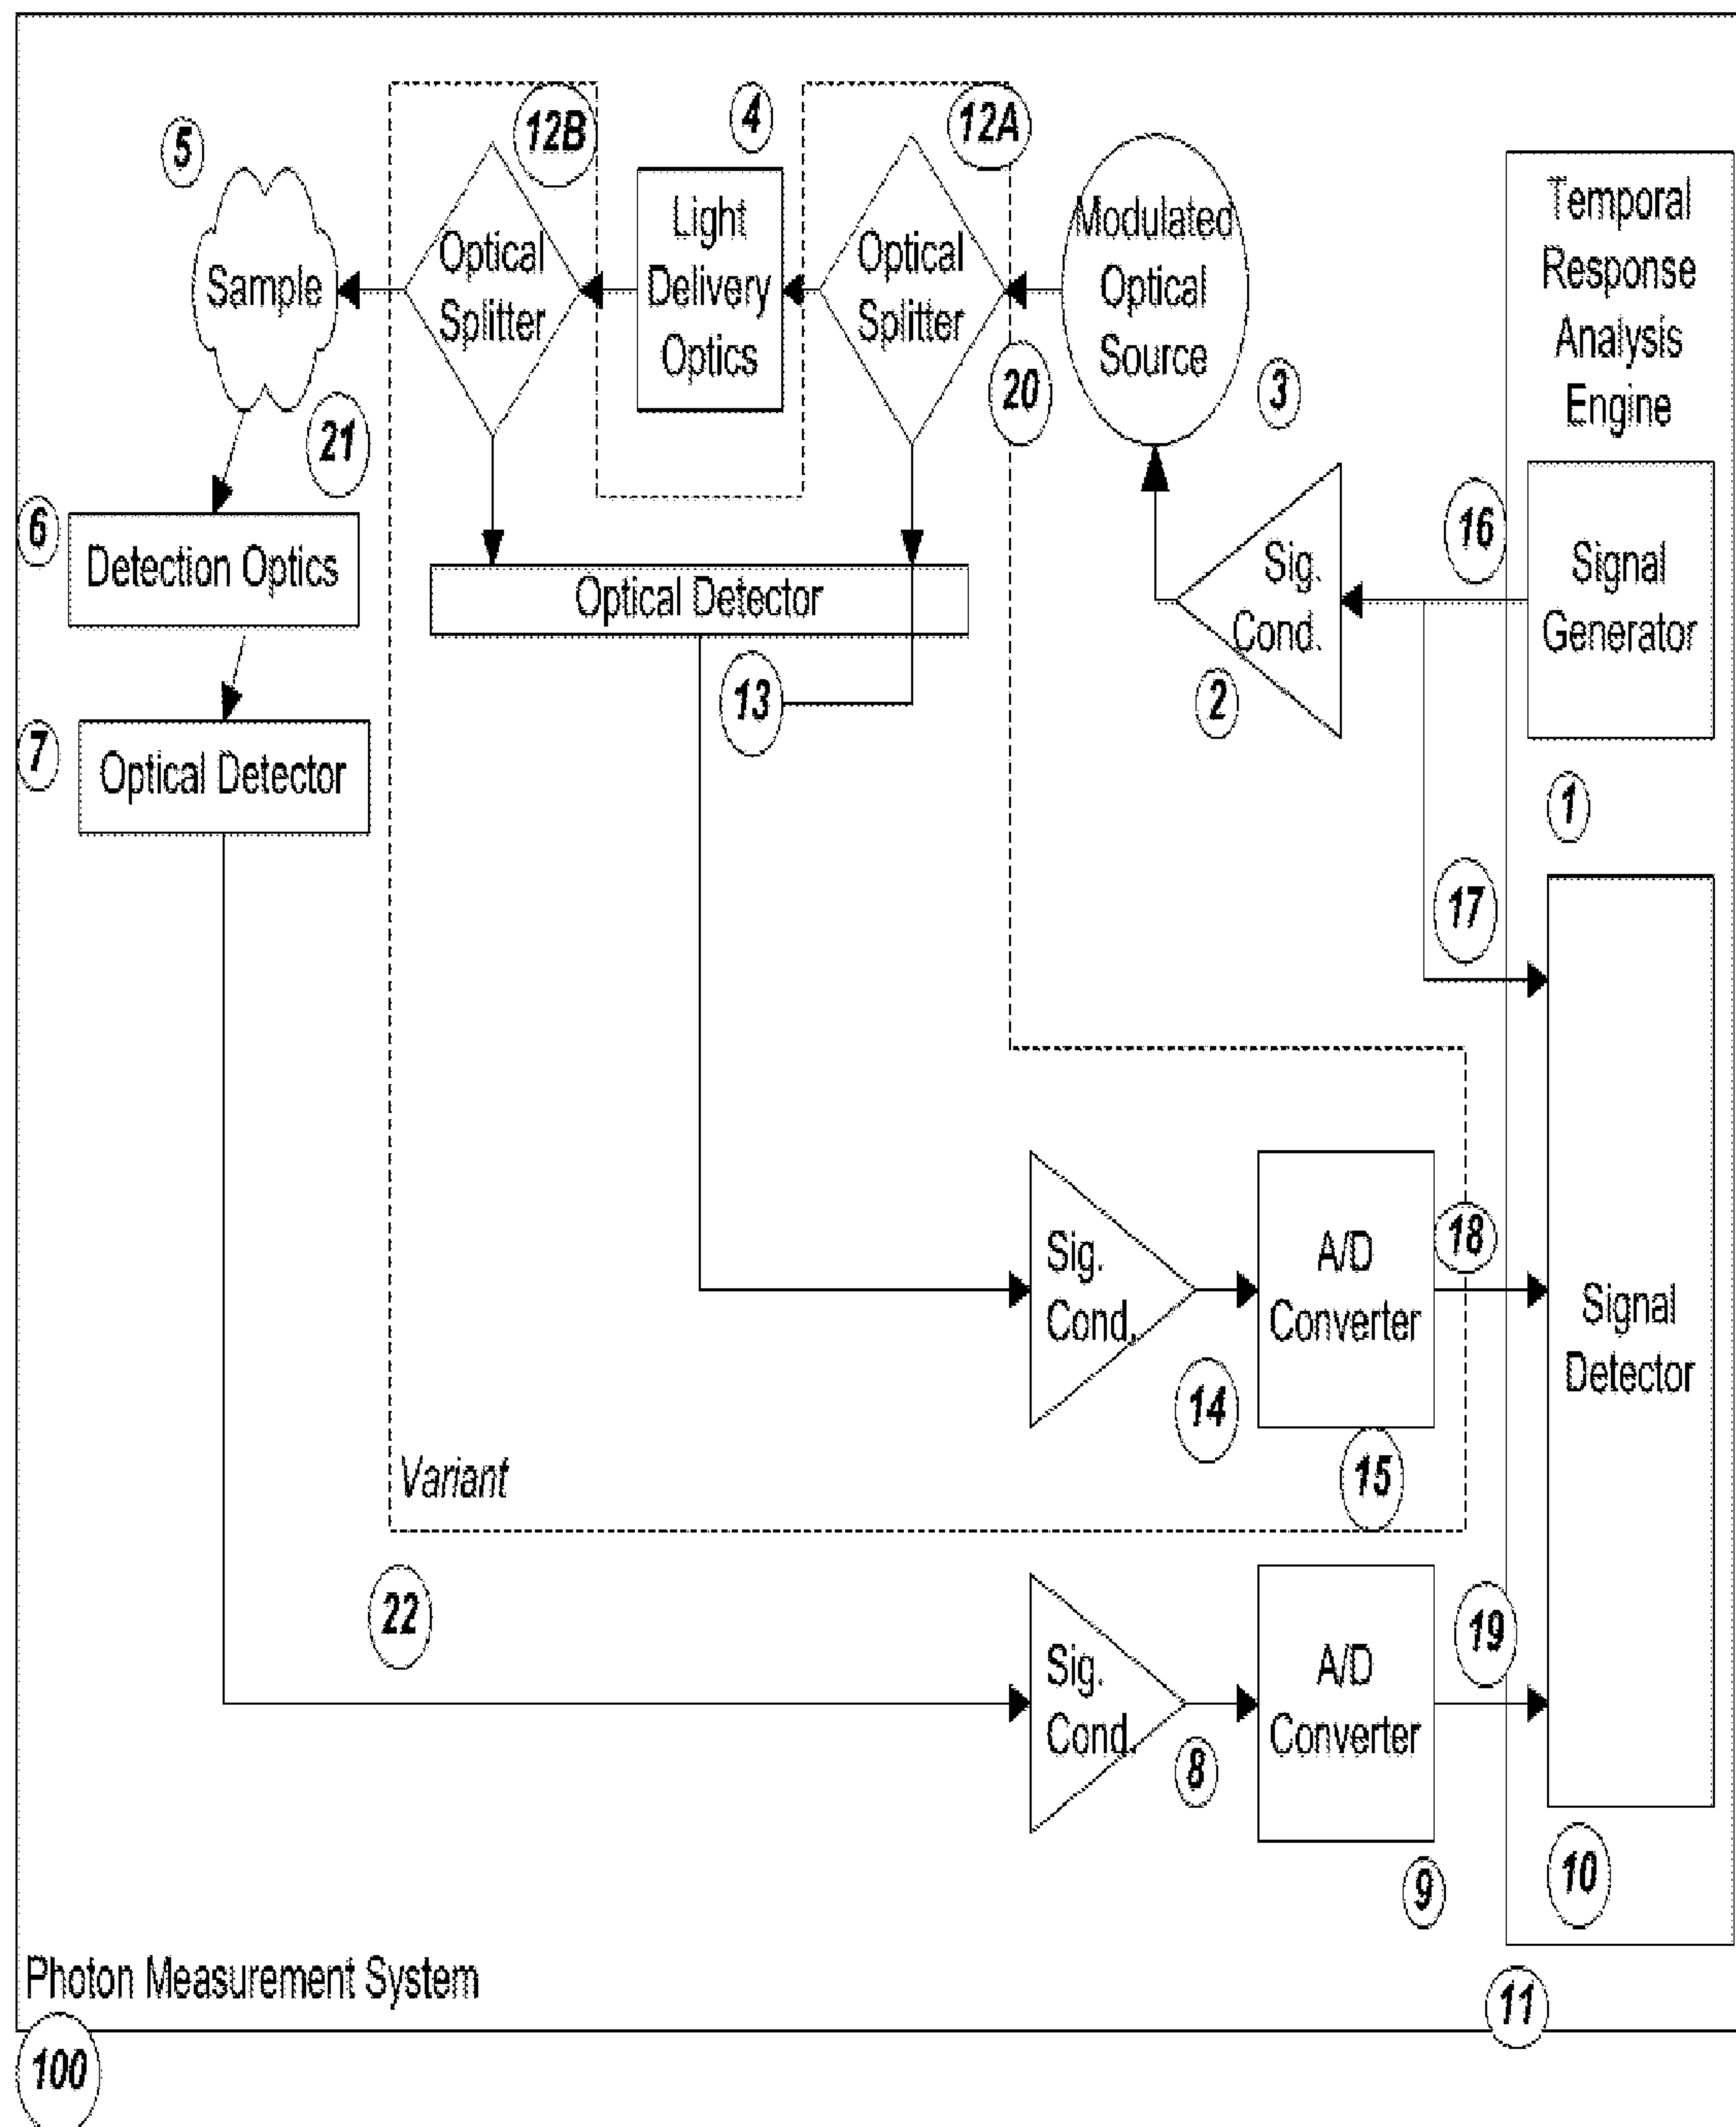 5
12B
4
12A
Sample
Optical
Splitter
Light
Delivery
Optics
Optical
Splitter
Modulated
Optical
Source
Temporal
Response
Analysis
Engine
20
3
21
6
Detection Optics
Optical Detector
Sig.
Cond.
16
Signal
Generator
7
Optical Detector
13
2
1
17
Sig.
Cond.
A/D
Converter
18
Signal
Detector
14
15
Variant
22
Sig.
Cond.
A/D
Converter
19
8
9
10
Photon Measurement System
11
100